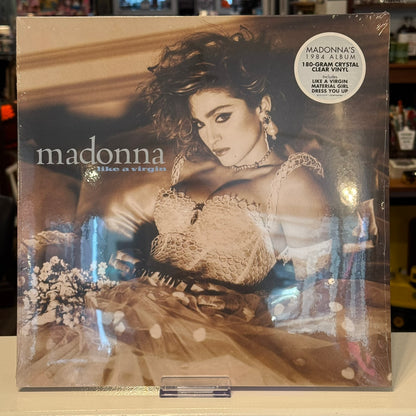 MADONNA'S
1984 ALBUM
180-GRAM CRYSTAL
CLEAR VINYL
Includes
LIKE A VIRGIN
MATERIAL GIRL
DRESS YOU UP
madonna
like a virgin